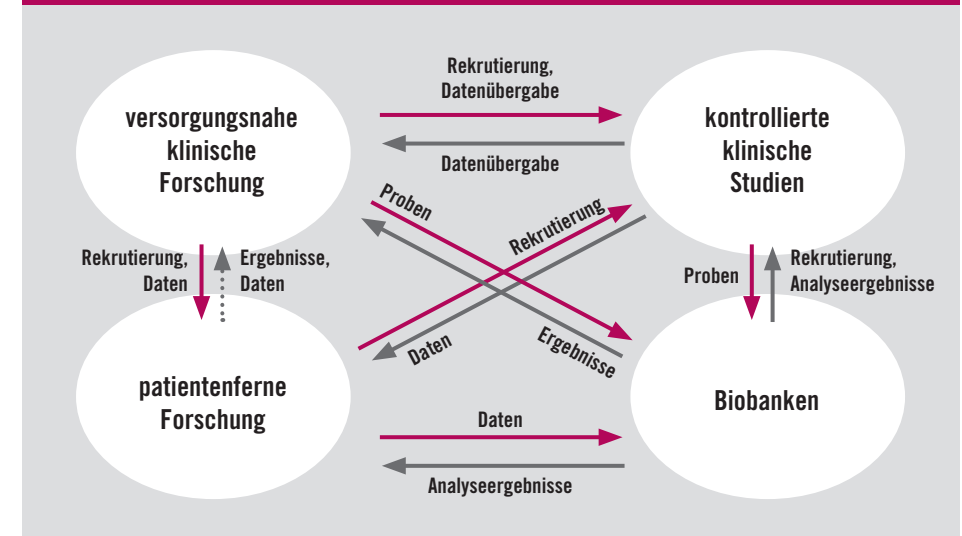 Rekrutierung,
Datenübergabe
versorgungsnahe
klinische
Forschung
kontrollierte
klinische
Studien
Datenübergabe
Proben
Rekrutierung
Rekrutierung,
Daten
Ergebnisse,
Daten
Proben
Rekrutierung,
Analyseergebnisse
Daten
Ergebnisse
patientenferne
Forschung
Biobanken
Daten
Analyseergebnisse